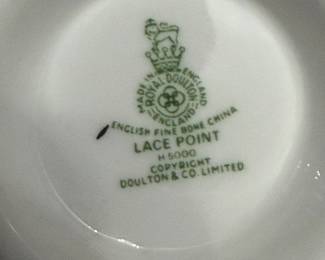 MADE IN ENGLAND
ROYAL DOULTON
ENGLAND
ENGLISH FINE BONE CHINA
LACE POINT
H 5000
COPYRIGHT
DOULTON & CO. LIMITED